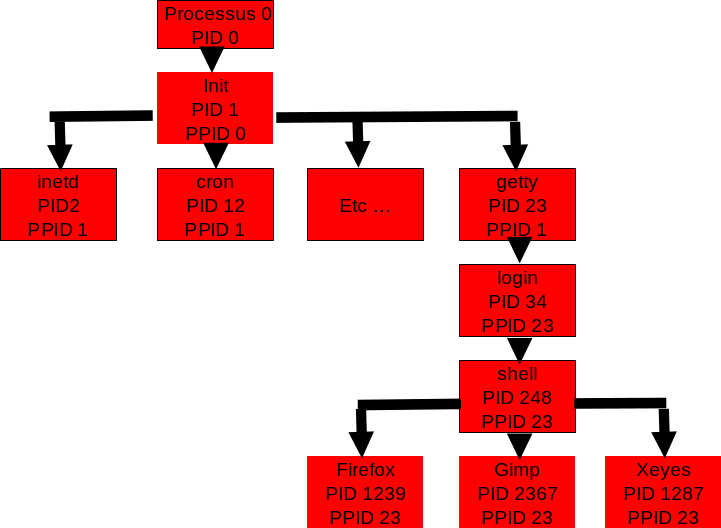 Processus 0
PID 0
Init
PID 1
PPID 0
inetd
PID2
PPID 1
cron
PID 12
PPID 1
Etc ...
getty
PID 23
PPID 1
login
PID 34
PPID 23
shell
PID 248
PPID 23
Firefox
PID 1239
PPID 23
Gimp
PID 2367
PPID 23
Xeyes
PID 1287
PPID 23